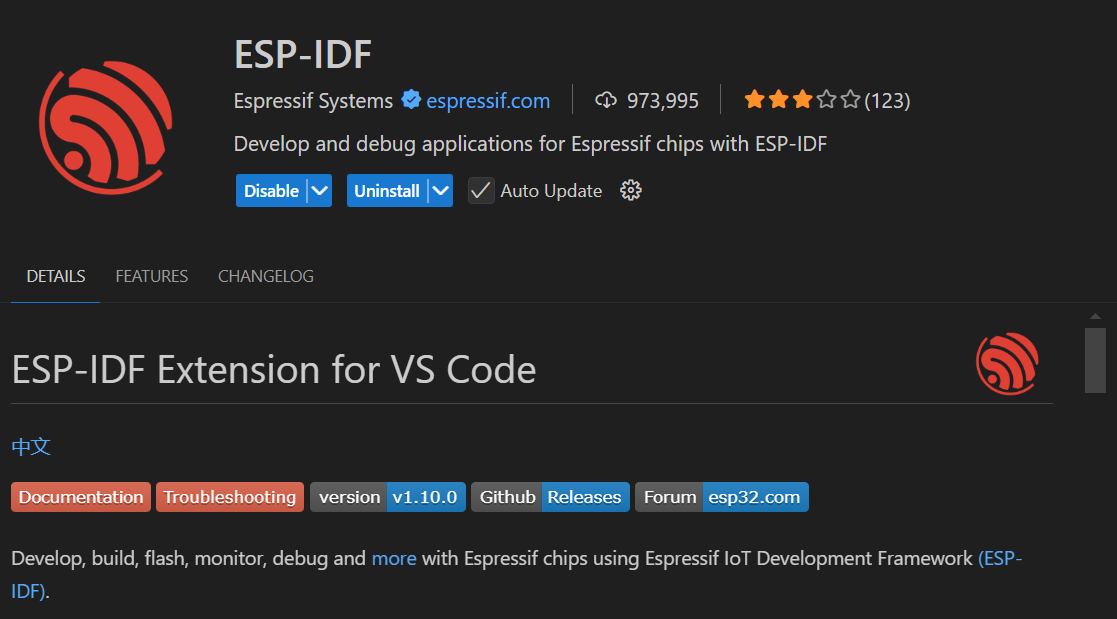 ESP-IDF
Espressif Systems espressif.com 973,995 (123)
Develop and debug applications for Espressif chips with ESP-IDF
Disable Uninstall Auto Update
DETAILS FEATURES CHANGELOG
ESP-IDF Extension for VS Code
中文
Documentation Troubleshooting version v1.10.0 Github Releases Forum esp32.com
Develop, build, flash, monitor, debug and more with Espressif chips using Espressif IoT Development Framework (ESP-
IDF).